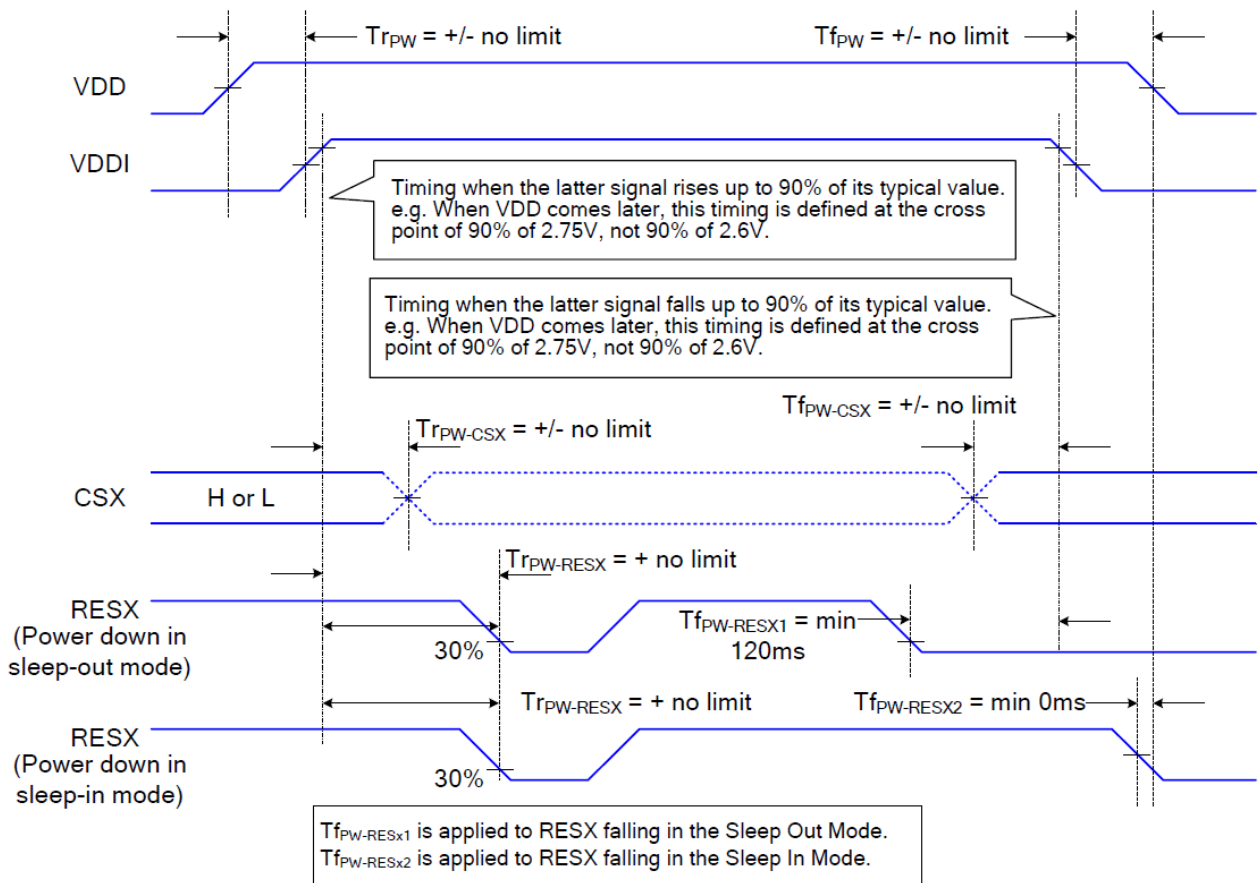 TrPW = +/- no limit
TfPW = +/- no limit
VDD
VDDI
Timing when the latter signal rises up to 90% of its typical value.
e.g. When VDD comes later, this timing is defined at the cross
point of 90% of 2.75V, not 90% of 2.6V.
Timing when the latter signal falls up to 90% of its typical value.
e.g. When VDD comes later, this timing is defined at the cross
point of 90% of 2.75V, not 90% of 2.6V.
TfPW-CSX = +/- no limit
TrPW-CSX = +/- no limit
CSX
H or L
TrPW-RESX = + no limit
RESX
(Power down in
sleep-out mode)
30%
TfPW-RESX1 = min
120ms
TrPW-RESX = + no limit
TfPW-RESX2 = min 0ms
RESX
(Power down in
sleep-in mode)
30%
TfPW-RESx1 is applied to RESX falling in the Sleep Out Mode.
TfPW-RESx2 is applied to RESX falling in the Sleep In Mode.